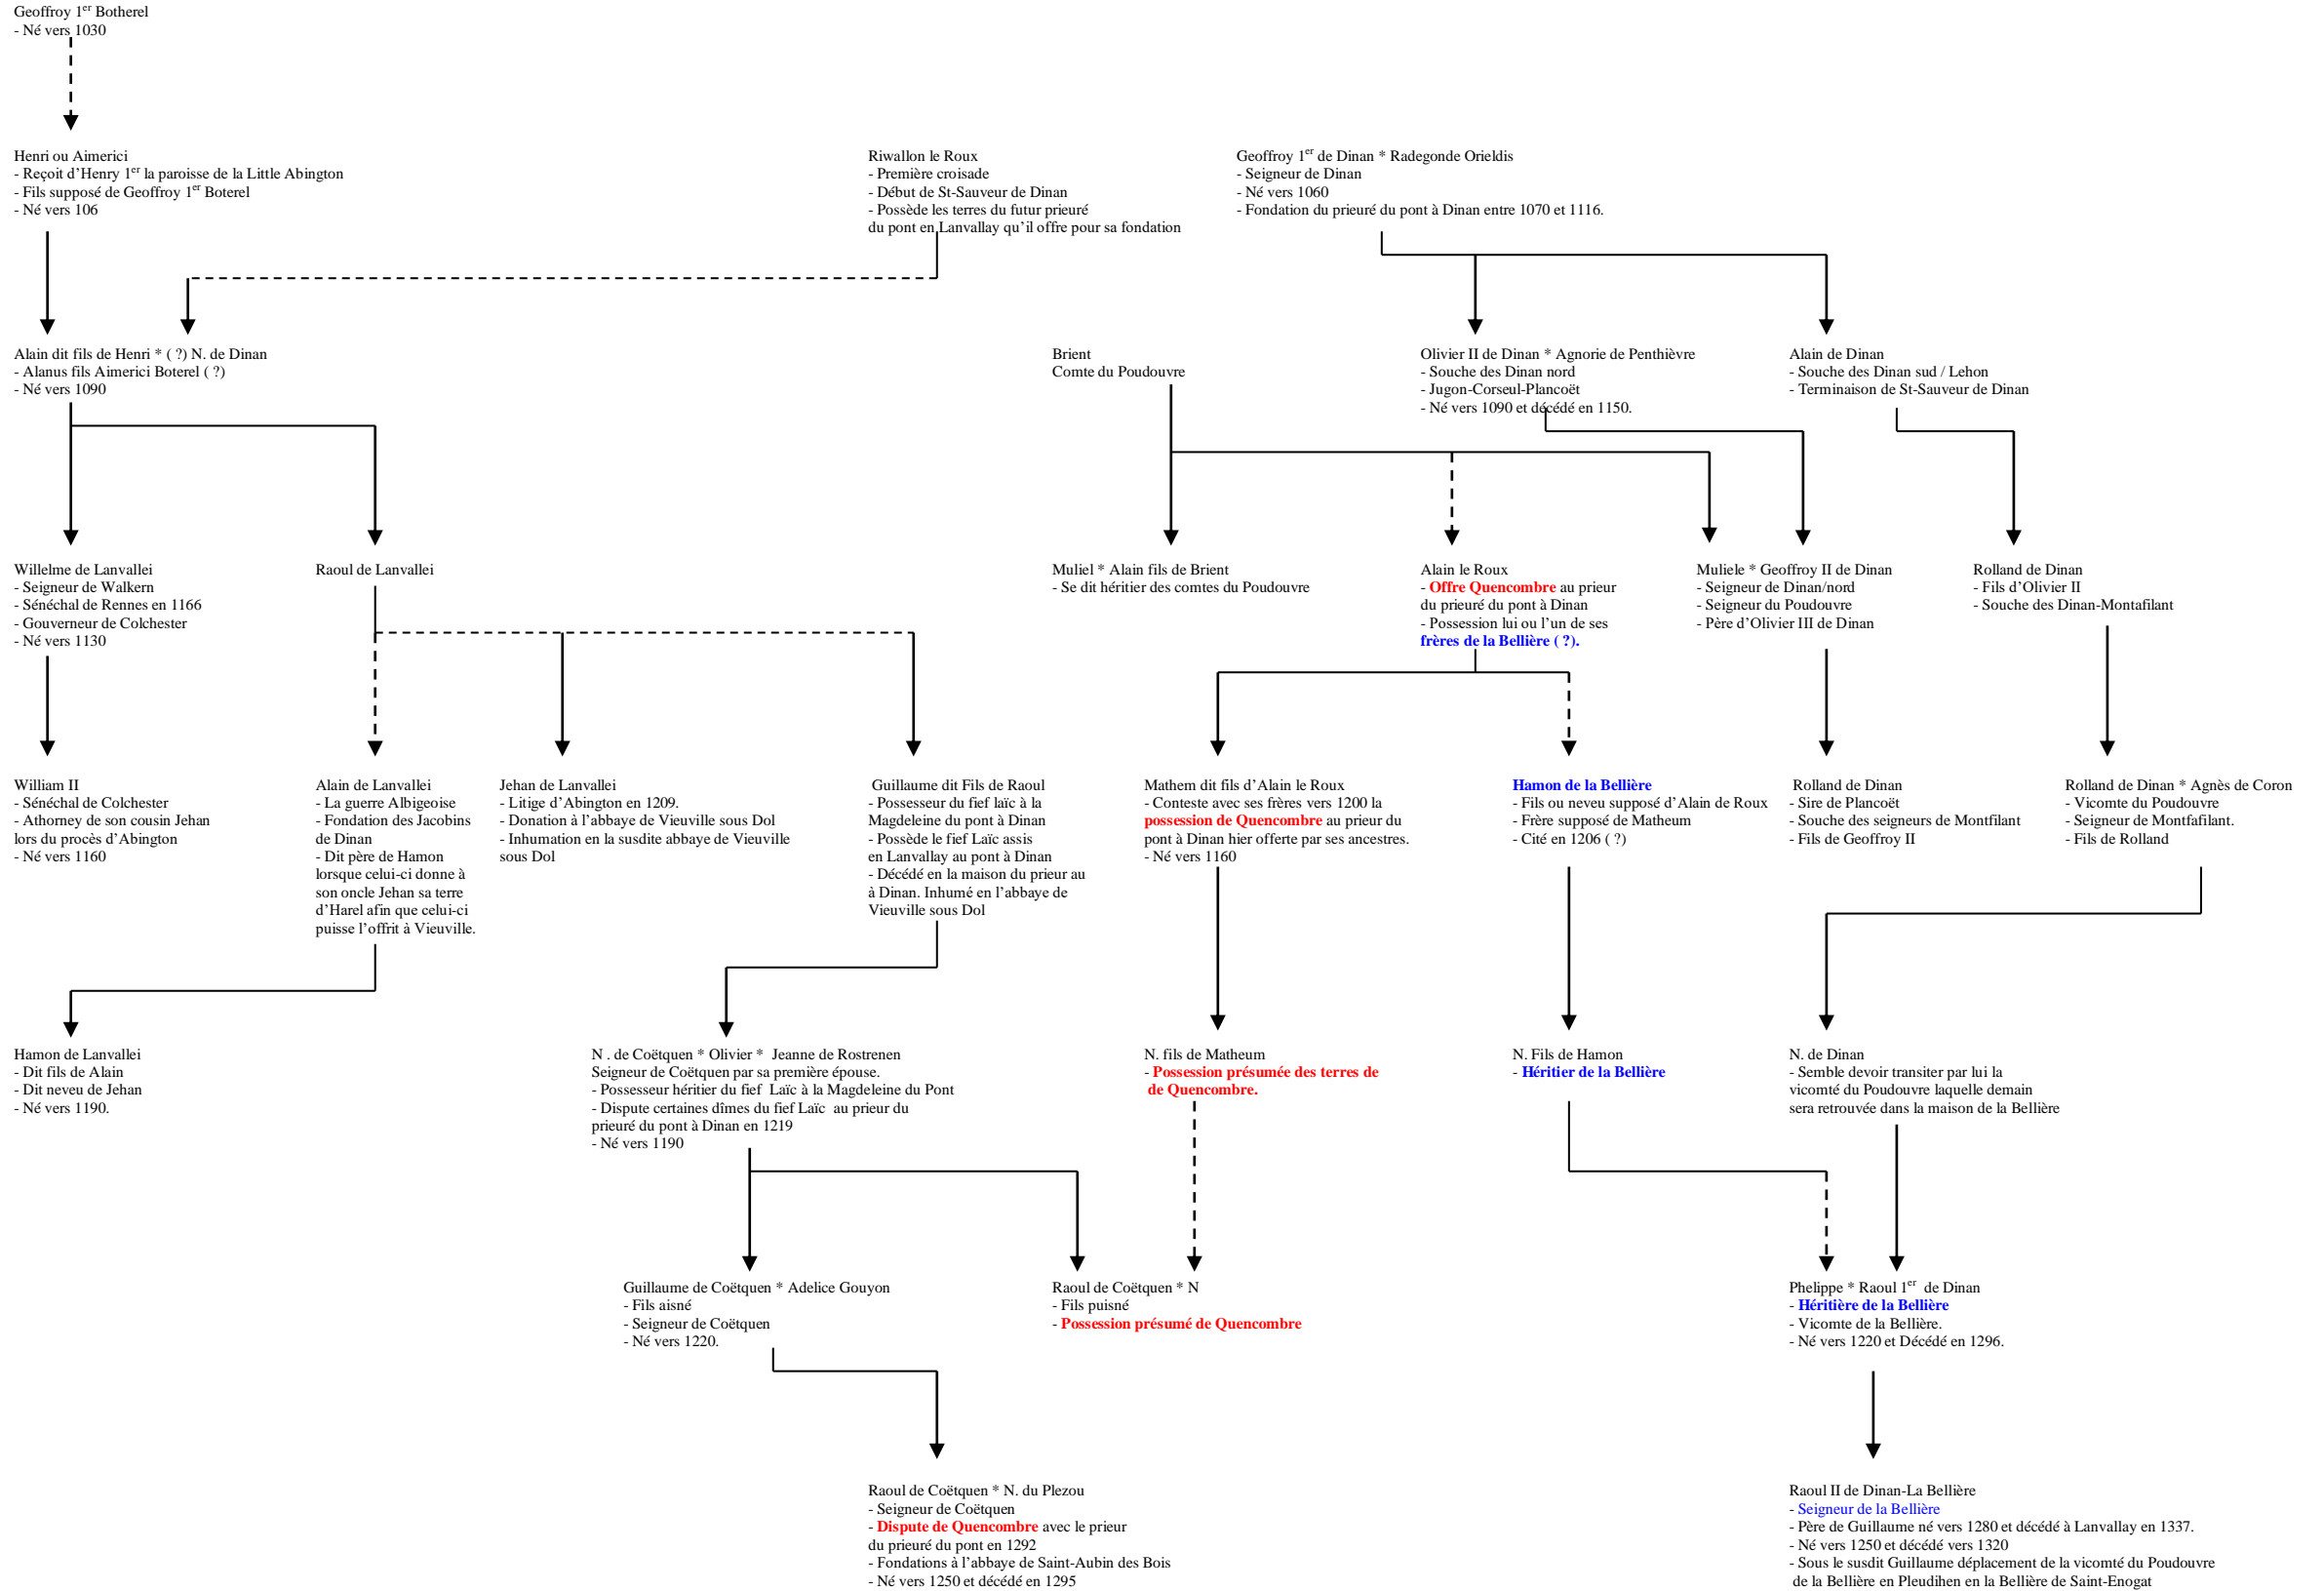 Geoffroy 1er Botherel
- Né vers 1030
Henri ou Aimerici
- Reçoit d'Henry 1er la paroisse de la Little Abington
- Fils supposé de Geoffroy 1er Boterel
- Né vers 106
Riwallon le Roux
- Première croisade
- Début de St-Sauveur de Dinan
- Possède les terres du futur prieuré
du pont en Lanvallay qu'il offre pour sa fondation
Geoffroy 1er de Dinan * Radegonde Orieldis
- Seigneur de Dinan
- Né vers 1060
- Fondation du prieuré du pont à Dinan entre 1070 et 1116.
Alain dit fils de Henri * ( ?) N. de Dinan
- Alanus fils Aimerici Boterel ( ?)
- Né vers 1090
Brient
Comte du Poudouvre
Olivier II de Dinan * Agnorie de Penthièvre
- Souche des Dinan nord
- Jugon-Corseul-Plancoët
- Né vers 1090 et décédé en 1150.
Alain de Dinan
- Souche des Dinan sud / Lehon
- Terminaison de St-Sauveur de Dinan
Willelme de Lanvallei
- Seigneur de Walkern
- Sénéchal de Rennes en 1166
- Gouverneur de Colchester
- Né vers 1130
Raoul de Lanvallei
Muliel * Alain fils de Brient
- Se dit héritier des comtes du Poudouvre
Alain le Roux
- Offre Quencombre au prieur
du prieuré du pont à Dinan
- Possession lui ou l'un de ses
frères de la Bellière ( ?).
Muliele * Geoffroy II de Dinan
- Seigneur de Dinan/nord
- Seigneur du Poudouvre
- Père d'Olivier III de Dinan
Rolland de Dinan
- Fils d'Olivier II
- Souche des Dinan-Montafilant
William II
- Sénéchal de Colchester
- Athorney de son cousin Jehan
lors du procès d'Abington
- Né vers 1160
Alain de Lanvallei
- La guerre Albigeoise
- Fondation des Jacobins
de Dinan
- Dit père de Hamon
lorsque celui-ci donne à
son oncle Jehan sa terre
d'Harel afin que celui-ci
puisse l'offrit à Vieuville.
Jehan de Lanvallei
- Litige d'Abington en 1209.
- Donation à l'abbaye de Vieuville sous Dol
- Inhumation en la susdite abbaye de Vieuville
sous Dol
Guillaume dit Fils de Raoul
- Possesseur du fief laïc à la
Magdeleine du pont à Dinan
- Possède le fief Laïc assis
en Lanvallay au pont à Dinan
- Décédé en la maison du prieur au
à Dinan. Inhumé en l'abbaye de
Vieuville sous Dol
Mathem dit fils d'Alain le Roux
- Conteste avec ses frères vers 1200 la
possession de Quencombre au prieur du
pont à Dinan hier offerte par ses ancestres.
- Né vers 1160
Hamon de la Bellière
- Fils ou neveu supposé d'Alain de Roux
- Frère supposé de Matheum
- Cité en 1206 ( ?)
Rolland de Dinan
- Sire de Plancoët
- Souche des seigneurs de Montfilant
- Fils de Geoffroy II
Rolland de Dinan * Agnès de Coron
- Vicomte du Poudouvre
- Seigneur de Montfafilant.
- Fils de Rolland
Hamon de Lanvallei
- Dit fils de Alain
- Dit neveu de Jehan
- Né vers 1190.
N . de Coëtquen * Olivier * Jeanne de Rostrenen
Seigneur de Coëtquen par sa première épouse.
- Possesseur héritier du fief Laïc à la Magdeleine du Pont
- Dispute certaines dîmes du fief Laïc au prieur du
prieuré du pont à Dinan en 1219
- Né vers 1190
N. fils de Matheum
- Possession présumée des terres de
de Quencombre.
N. Fils de Hamon
- Héritier de la Bellière
N. de Dinan
- Semble devoir transiter par lui la
vicomté du Poudouvre laquelle demain
sera retrouvée dans la maison de la Bellière
Guillaume de Coëtquen * Adelice Gouyon
- Fils aisné
- Seigneur de Coëtquen
- Né vers 1220.
Raoul de Coëtquen * N
- Fils puisné
- Possession présumé de Quencombre
Phelippe * Raoul 1er de Dinan
- Héritière de la Bellière
- Vicomte de la Bellière.
- Né vers 1220 et Décédé en 1296.
Raoul de Coëtquen * N. du Plezou
- Seigneur de Coëtquen
- Dispute de Quencombre avec le prieur
du prieuré du pont en 1292
- Fondations à l'abbaye de Saint-Aubin des Bois
- Né vers 1250 et décédé en 1295
Raoul II de Dinan-La Bellière
- Seigneur de la Bellière
- Père de Guillaume né vers 1280 et décédé à Lanvallay en 1337.
- Né vers 1250 et décédé vers 1320
- Sous le susdit Guillaume déplacement de la vicomté du Poudouvre
de la Bellière en Pleudihen en la Bellière de Saint-Enogat